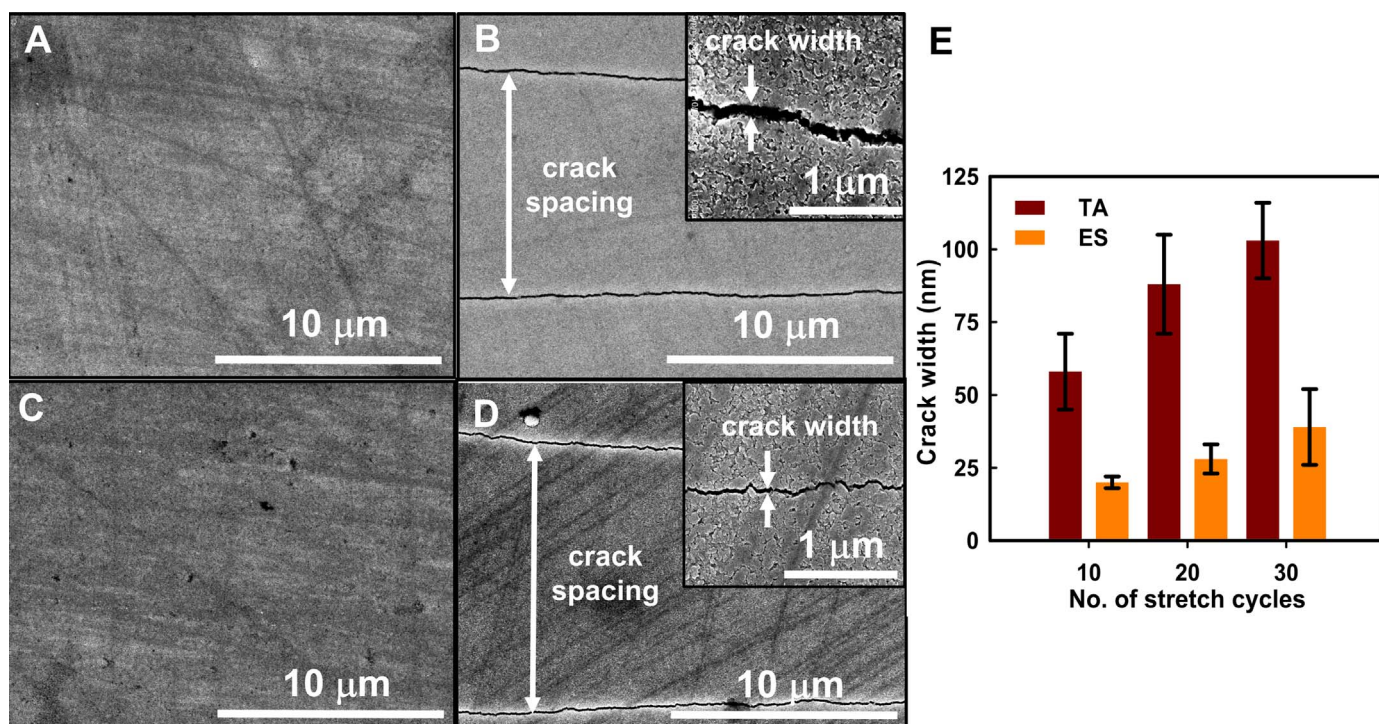 A
10 μm
B
crack width
1 μm
crack
spacing
10 μm
C
10 μm
D
crack width
1 μm
crack
spacing
10 μm
E
125
100
75
50
25
0
TA
ES
Crack width (nm)
10
20
30
No. of stretch cycles